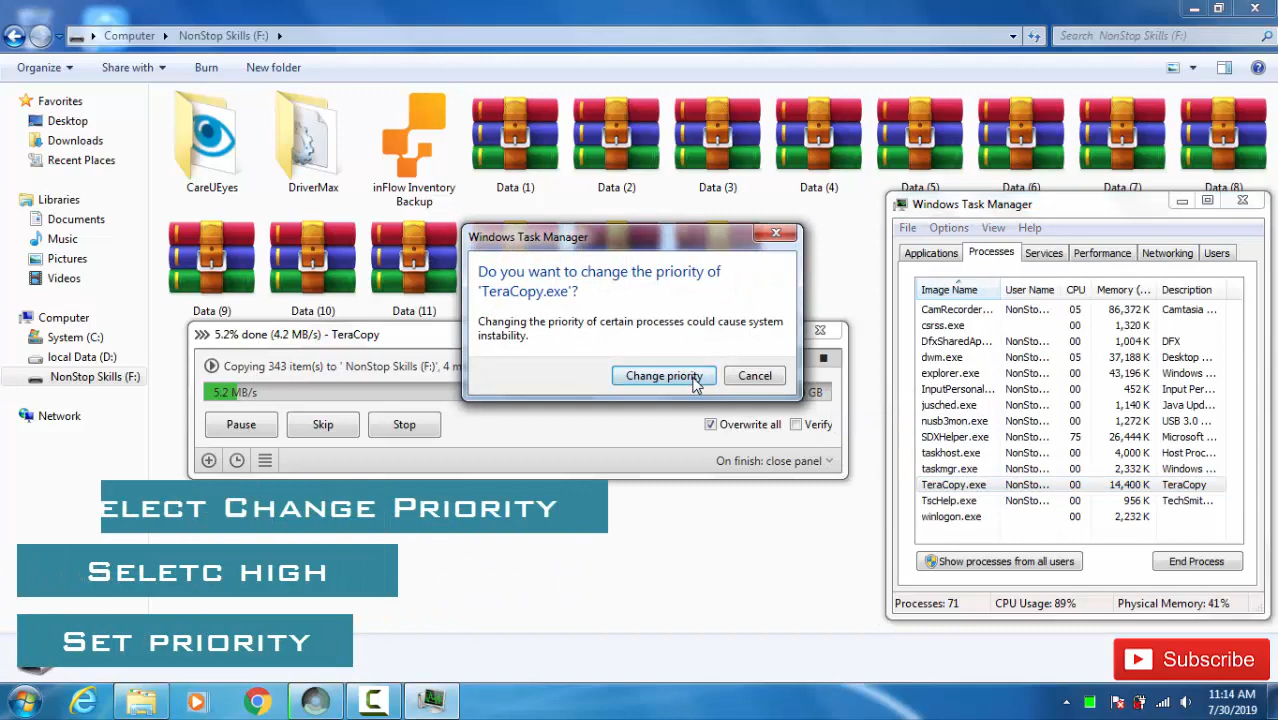 Computer NonStop Skills (F:) Search NonStop Skills (F:)
Organize Share with Burn New folder
Favorites
Desktop
Downloads
Recent Places
Libraries
Documents
Music
Pictures
Videos
Computer
System (C:)
local Data (D:)
NonStop Skills (F:)
Network
CareUEyes DriverMax inFlow Inventory Backup Data (1) Data (2) Data (3) Data (4) Data (5) Data (6) Data (7) Data (8)
Data (9) Data (10) Data (11)
5.2% done (4.2 MB/s) - TeraCopy
Copying 343 item(s) to ' NonStop Skills (F:)', 4 m
5.2 MB/s GB
Pause Skip Stop Overwrite all Verify
On finish: close panel
Windows Task Manager
Do you want to change the priority of
'TeraCopy.exe'?
Changing the priority of certain processes could cause system
instability.
Change priority Cancel
Windows Task Manager
File Options View Help
Applications Processes Services Performance Networking Users
Image Name User Name CPU Memory (... Description
CamRecorder... NonSto... 05 86,372 K Camtasia
csrss.exe 00 1,320 K
DfxSharedAp... NonSto... 00 1,004 K DFX
dwm.exe NonSto... 05 37,188 K Desktop ...
explorer.exe NonSto... 00 43,196 K Windows ...
InputPersonal... NonSto... 00 412 K Input Per...
jusched.exe NonSto... 00 1,140 K Java Upd...
nusb3mon.exe NonSto... 00 1,272 K USB 3.0 ...
SDXHelper.exe NonSto... 75 26,444 K Microsoft ...
taskhost.exe NonSto... 00 4,000 K Host Proc...
taskmgr.exe NonSto... 00 2,332 K Windows ...
TeraCopy.exe NonSto... 00 14,400 K TeraCopy
TscHelp.exe NonSto... 00 956 K TechSmit...
winlogon.exe 00 2,232 K
Show processes from all users End Process
Processes: 71 CPU Usage: 89% Physical Memory: 41%
elect Change Priority
Seletc high
Set priority
Subscribe
11:14 AM
7/30/2019